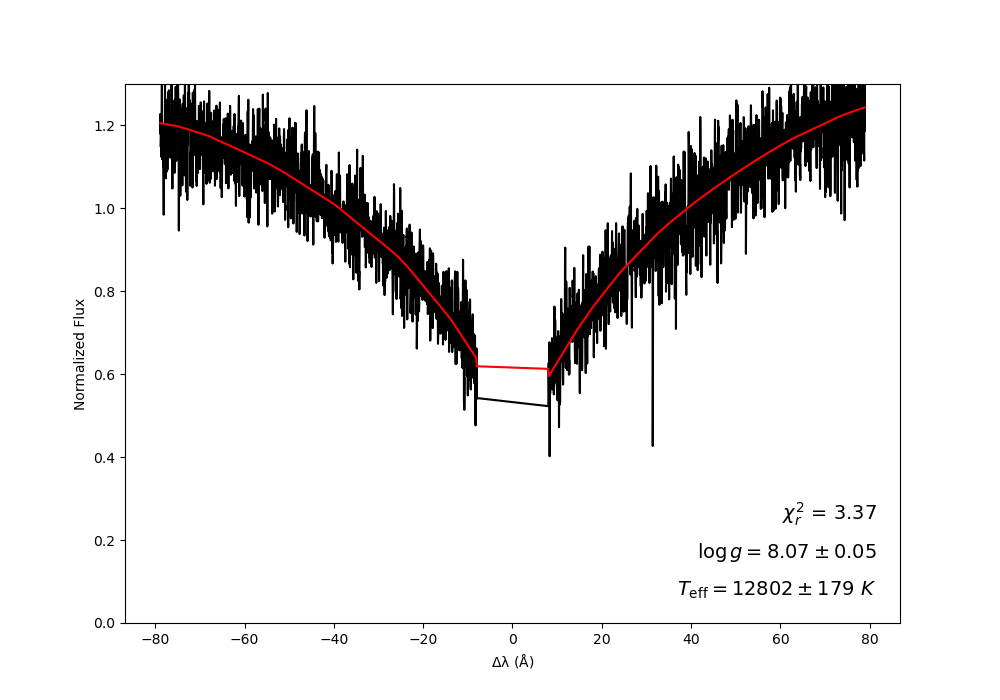 1.2
1.0
0.8
0.6
0.4
0.2
0.0
Normalized Flux
χ²ᵣ = 3.37
log g = 8.07 ± 0.05
T_eff = 12802 ± 179 K
−80 −60 −40 −20 0 20 40 60 80
Δλ (Å)